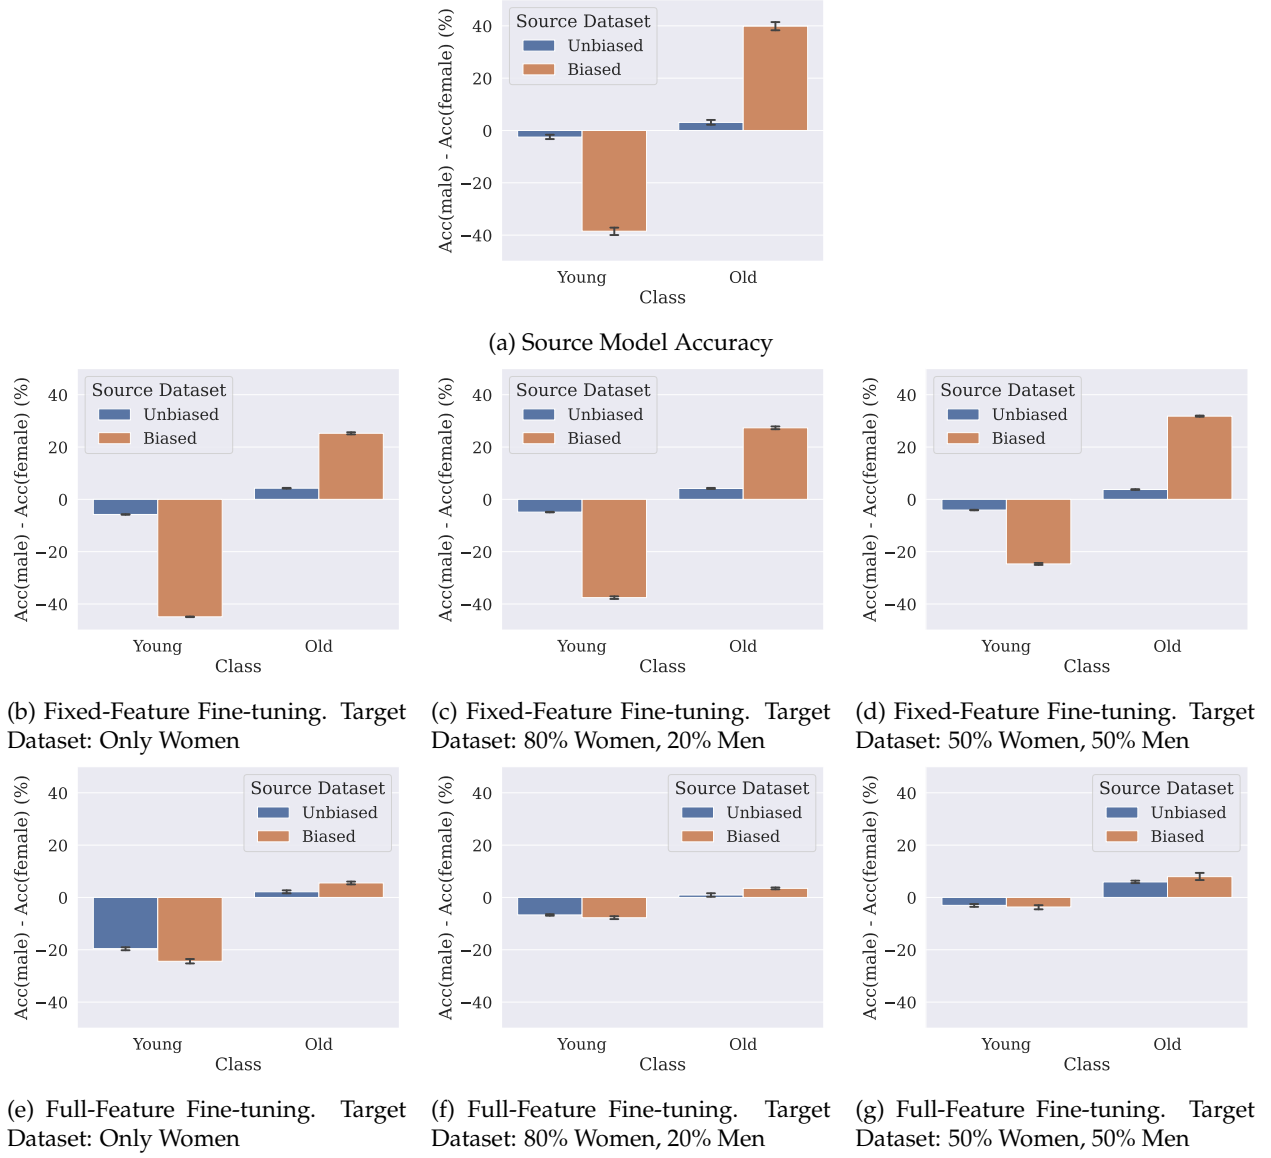 Acc(male) - Acc(female) (%)
40
20
0
−20
−40
Source Dataset
Unbiased
Biased
Young
Old
Class
(a) Source Model Accuracy
Acc(male) - Acc(female) (%)
40
20
0
−20
−40
Source Dataset
Unbiased
Biased
Young
Old
Class
(b) Fixed-Feature Fine-tuning. Target
Dataset: Only Women
Acc(male) - Acc(female) (%)
40
20
0
−20
−40
Source Dataset
Unbiased
Biased
Young
Old
Class
(c) Fixed-Feature Fine-tuning. Target
Dataset: 80% Women, 20% Men
Acc(male) - Acc(female) (%)
40
20
0
−20
−40
Source Dataset
Unbiased
Biased
Young
Old
Class
(d) Fixed-Feature Fine-tuning. Target
Dataset: 50% Women, 50% Men
Acc(male) - Acc(female) (%)
40
20
0
−20
−40
Source Dataset
Unbiased
Biased
Young
Old
Class
(e) Full-Feature Fine-tuning. Target
Dataset: Only Women
Acc(male) - Acc(female) (%)
40
20
0
−20
−40
Source Dataset
Unbiased
Biased
Young
Old
Class
(f) Full-Feature Fine-tuning. Target
Dataset: 80% Women, 20% Men
Acc(male) - Acc(female) (%)
40
20
0
−20
−40
Source Dataset
Unbiased
Biased
Young
Old
Class
(g) Full-Feature Fine-tuning. Target
Dataset: 50% Women, 50% Men